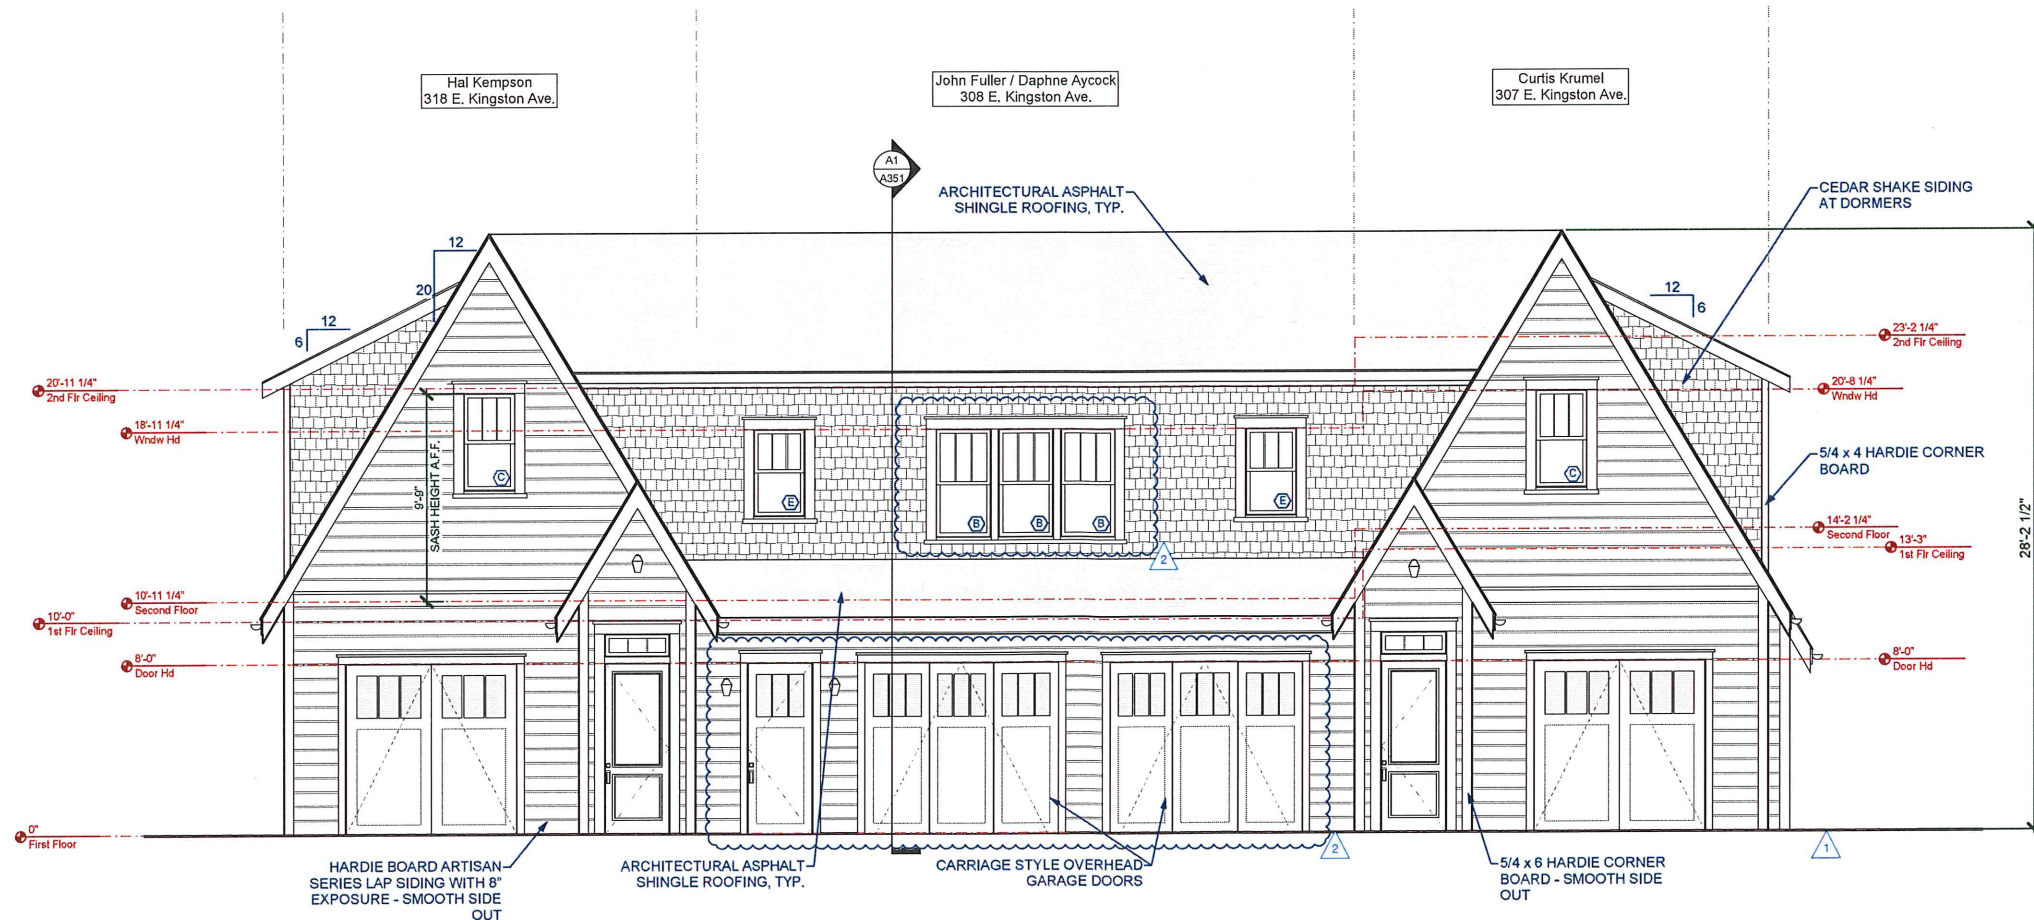 Hal Kempson
318 E. Kingston Ave.
John Fuller / Daphne Aycock
308 E. Kingston Ave.
Curtis Krumel
307 E. Kingston Ave.
A1
A351
ARCHITECTURAL ASPHALT
SHINGLE ROOFING, TYP.
CEDAR SHAKE SIDING
AT DORMERS
12
20
12
6
12
6
23'-2 1/4"
2nd Flr Ceiling
20'-11 1/4"
2nd Flr Ceiling
20'-8 1/4"
Wndw Hd
18'-11 1/4"
Wndw Hd
5/4 x 4 HARDIE CORNER
BOARD
9'-9"
SASH HEIGHT A.F.F.
C
E
B
B
B
E
C
2
14'-2 1/4"
Second Floor
13'-3"
1st Flr Ceiling
28'-2 1/2"
10'-11 1/4"
Second Floor
10'-0"
1st Flr Ceiling
8'-0"
Door Hd
8'-0"
Door Hd
0"
First Floor
2
1
HARDIE BOARD ARTISAN
SERIES LAP SIDING WITH 8"
EXPOSURE - SMOOTH SIDE
OUT
ARCHITECTURAL ASPHALT
SHINGLE ROOFING, TYP.
CARRIAGE STYLE OVERHEAD
GARAGE DOORS
5/4 x 6 HARDIE CORNER
BOARD - SMOOTH SIDE
OUT